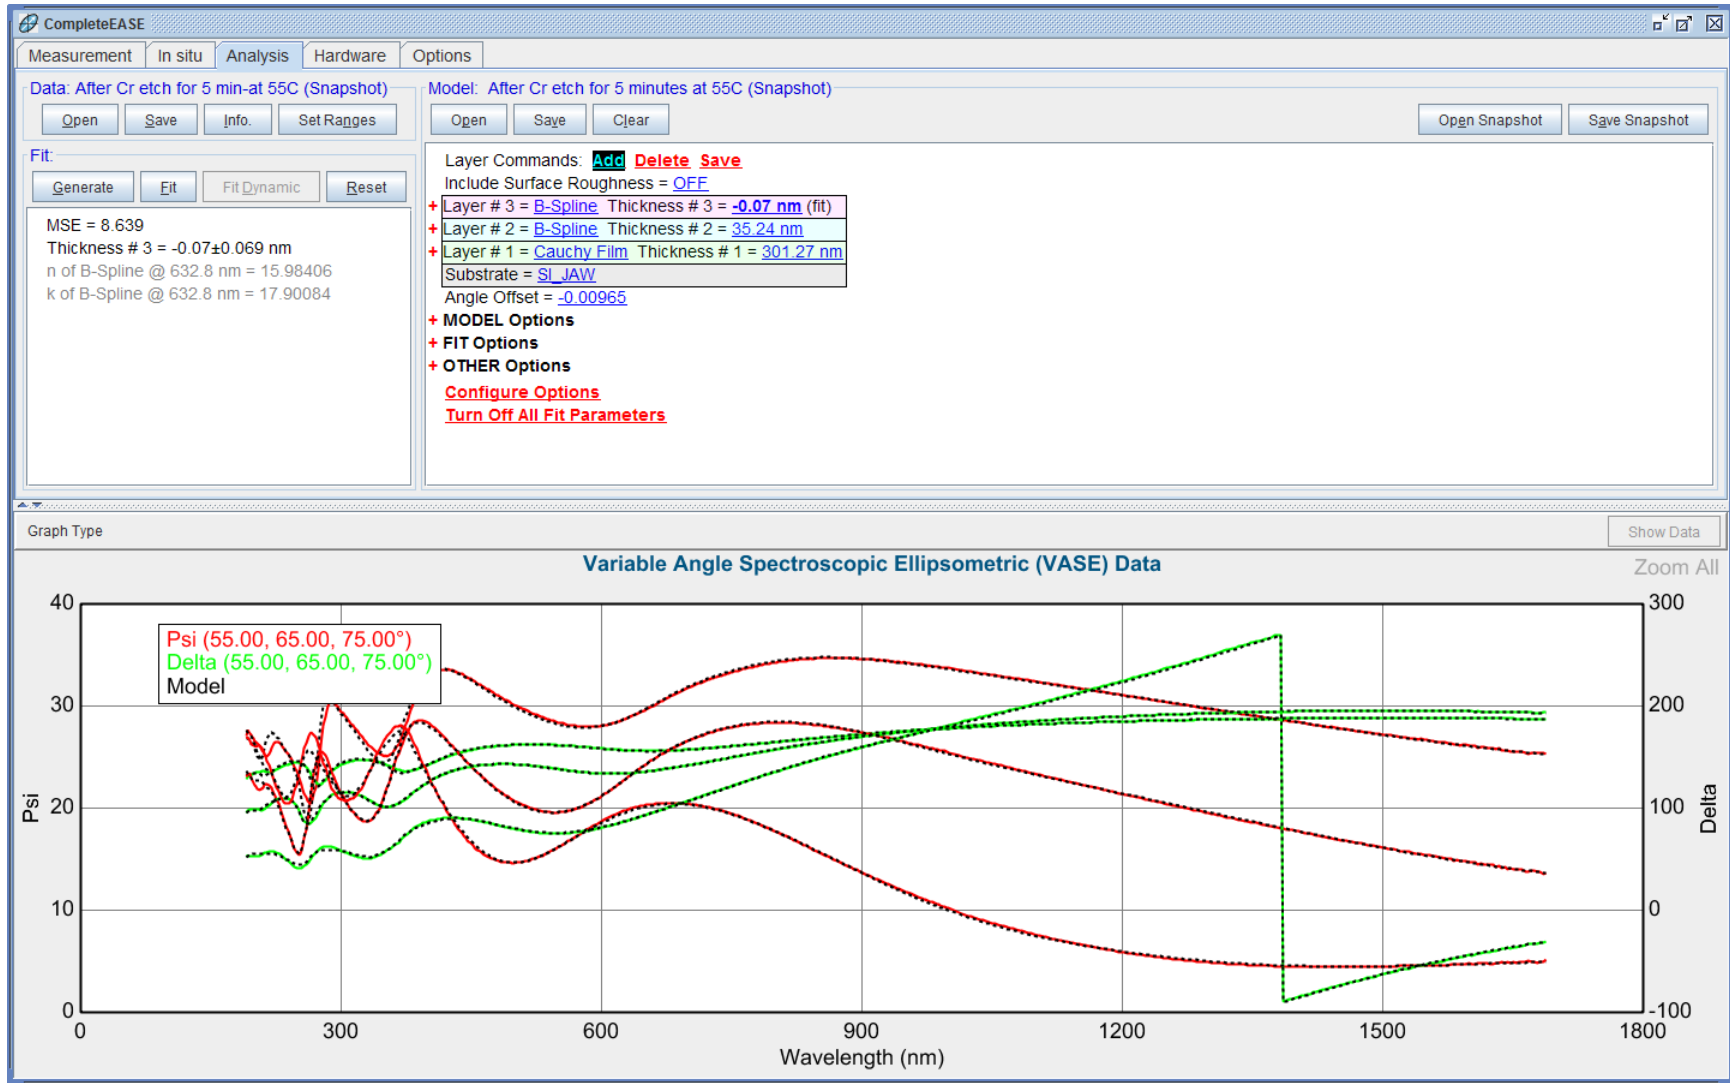 CompleteEASE
Measurement In situ Analysis Hardware Options
Data: After Cr etch for 5 min-at 55C (Snapshot)
Open Save Info. Set Ranges
Fit:
Generate Fit Fit Dynamic Reset
MSE = 8.639
Thickness # 3 = -0.07±0.069 nm
n of B-Spline @ 632.8 nm = 15.98406
k of B-Spline @ 632.8 nm = 17.90084
Model: After Cr etch for 5 minutes at 55C (Snapshot)
Open Save Clear Open Snapshot Save Snapshot
Layer Commands: Add Delete Save
Include Surface Roughness = OFF
+ Layer # 3 = B-Spline Thickness # 3 = -0.07 nm (fit)
+ Layer # 2 = B-Spline Thickness # 2 = 35.24 nm
+ Layer # 1 = Cauchy Film Thickness # 1 = 301.27 nm
Substrate = SI_JAW
Angle Offset = -0.00965
+ MODEL Options
+ FIT Options
+ OTHER Options
Configure Options
Turn Off All Fit Parameters
Graph Type Show Data
Variable Angle Spectroscopic Ellipsometric (VASE) Data
Zoom All
Psi (55.00, 65.00, 75.00°)
Delta (55.00, 65.00, 75.00°)
Model
40
30
20
10
0
Psi
300
200
100
0
-100
Delta
0 300 600 900 1200 1500 1800
Wavelength (nm)